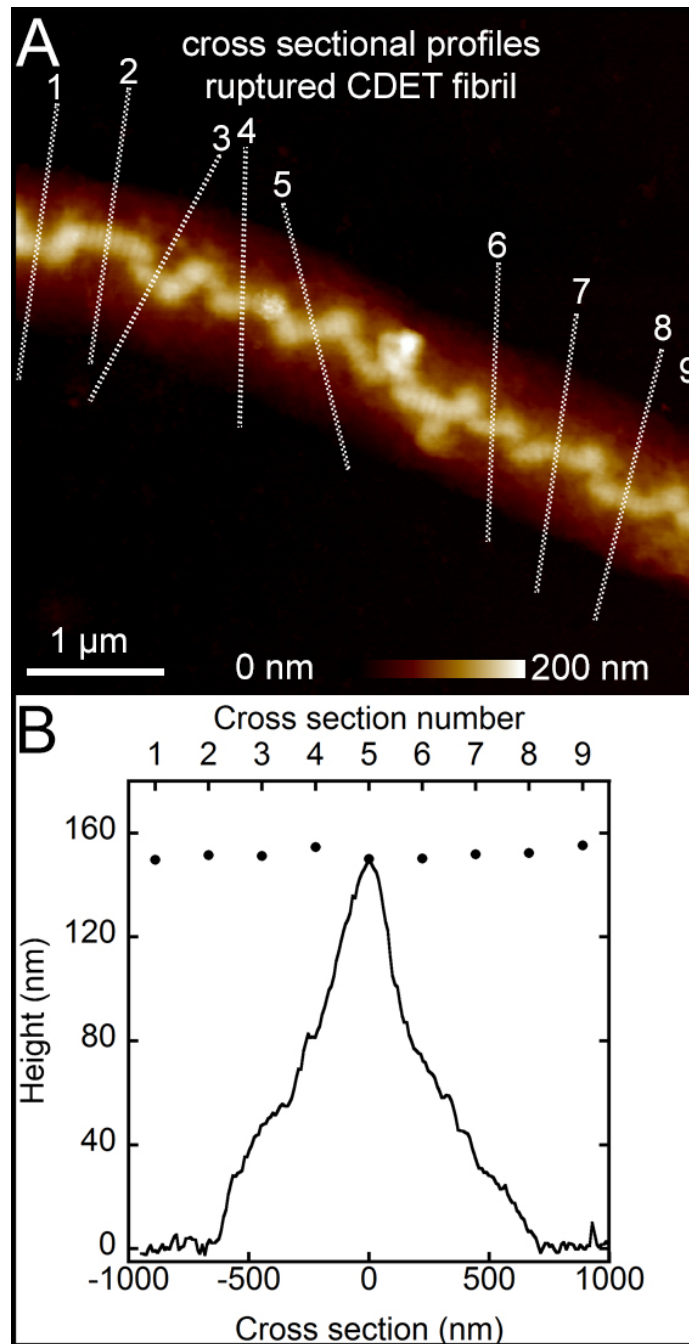 A
cross sectional profiles
ruptured CDET fibril
1
2
3
4
5
6
7
8
9
1 µm
0 nm
200 nm
B
Cross section number
1 2 3 4 5 6 7 8 9
160
120
80
40
0
Height (nm)
-1000 -500 0 500 1000
Cross section (nm)